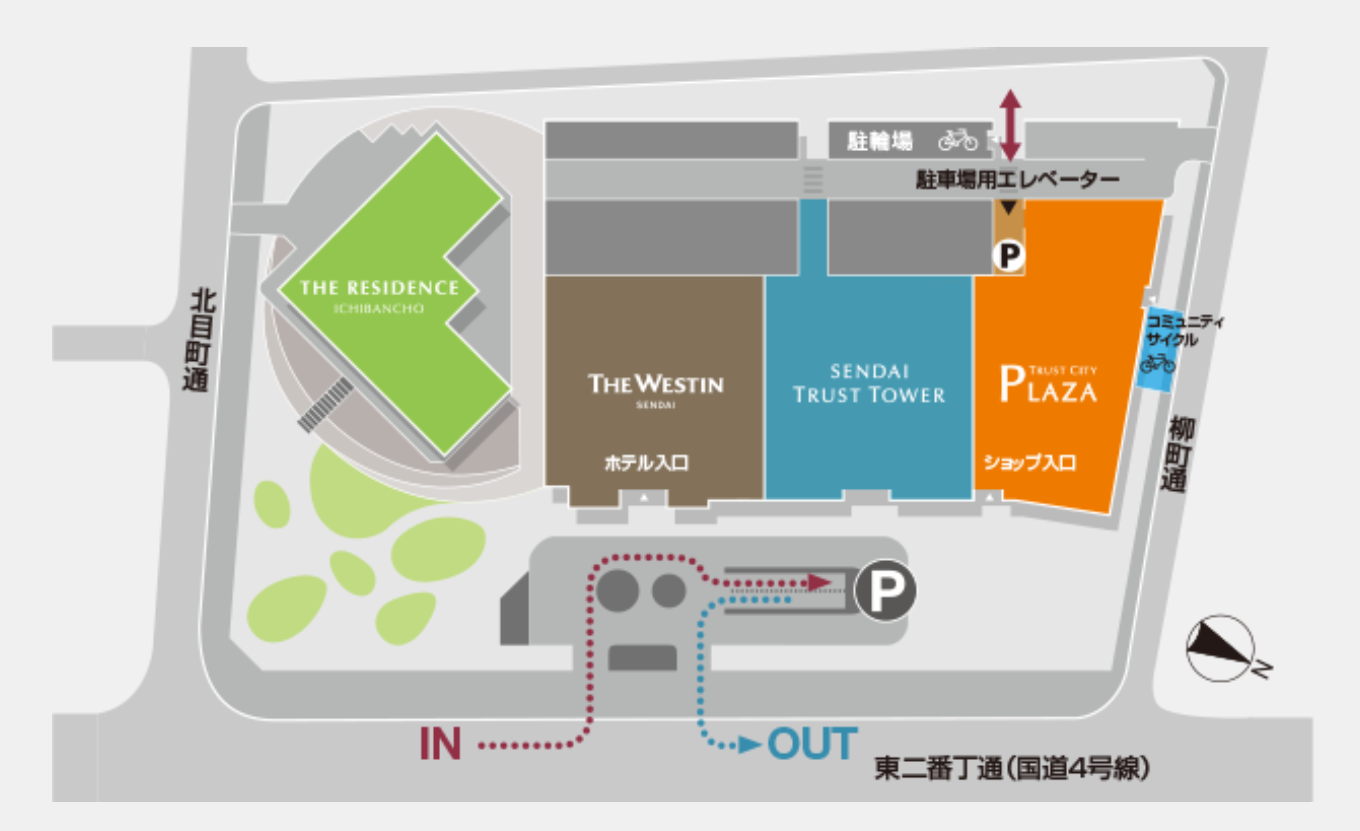 駐輪場
駐車場用エレベーター
P
THE RESIDENCE
ICHIBANCHO
北目町通
コミュニティ
サイクル
THE WESTIN
SENDAI
SENDAI
TRUST TOWER
TRUST CITY
PLAZA
ホテル入口
ショップ入口
柳町通
P
N
IN
OUT
東二番丁通(国道4号線)